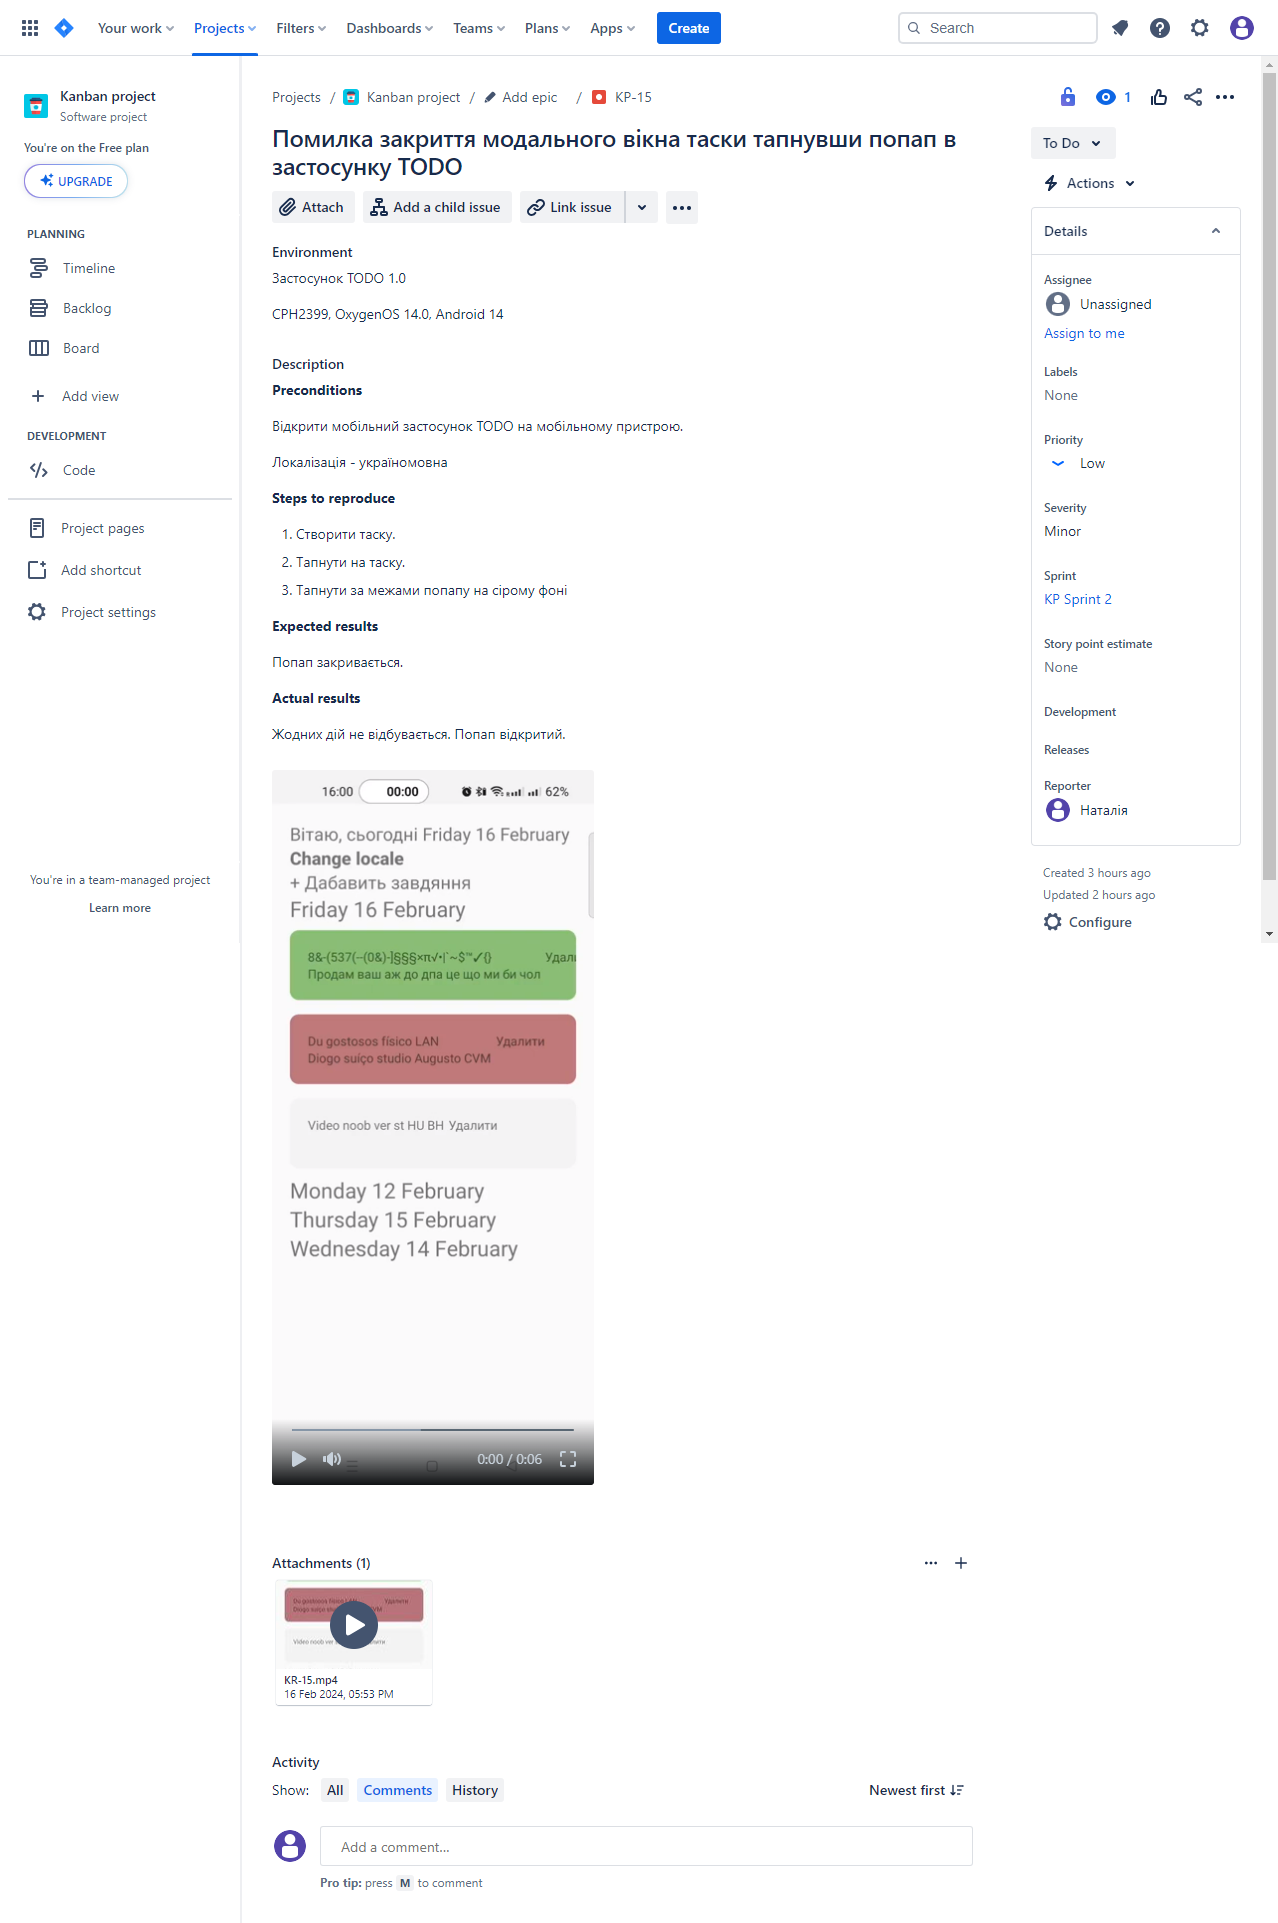 Your work
Projects
Filters
Dashboards
Teams
Plans
Apps
Create
Search
Kanban project
Software project
You're on the Free plan
UPGRADE
PLANNING
Timeline
Backlog
Board
Add view
DEVELOPMENT
Code
Project pages
Add shortcut
Project settings
You're in a team-managed project
Learn more
Projects / Kanban project / Add epic / KP-15
1
Помилка закриття модального вікна таски тапнувши попап в
застосунку TODO
Attach
Add a child issue
Link issue
Environment
Застосунок TODO 1.0
CPH2399, OxygenOS 14.0, Android 14
Description
Preconditions
Відкрити мобільний застосунок TODO на мобільному пристрою.
Локалізація - україномовна
Steps to reproduce
1. Створити таску.
2. Тапнути на таску.
3. Тапнути за межами попапу на сірому фоні
Expected results
Попап закривається.
Actual results
Жодних дій не відбувається. Попап відкритий.
16:00 00:00 62%
Вітаю, сьогодні Friday 16 February
Change locale
+ Дабавить завдяння
Friday 16 February
Удали
Продам ваш аж до дпа це що ми би чол
Du gostosos físico LAN Удалити
Diogo suíço studio Augusto CVM
Video noob ver st HU BH Удалити
Monday 12 February
Thursday 15 February
Wednesday 14 February
0:00 / 0:06
Attachments (1)
KR-15.mp4
16 Feb 2024, 05:53 PM
Activity
Show: All Comments History
Newest first
Add a comment...
Pro tip: press M to comment
To Do
Actions
Details
Assignee
Unassigned
Assign to me
Labels
None
Priority
Low
Severity
Minor
Sprint
KP Sprint 2
Story point estimate
None
Development
Releases
Reporter
Наталія
Created 3 hours ago
Updated 2 hours ago
Configure